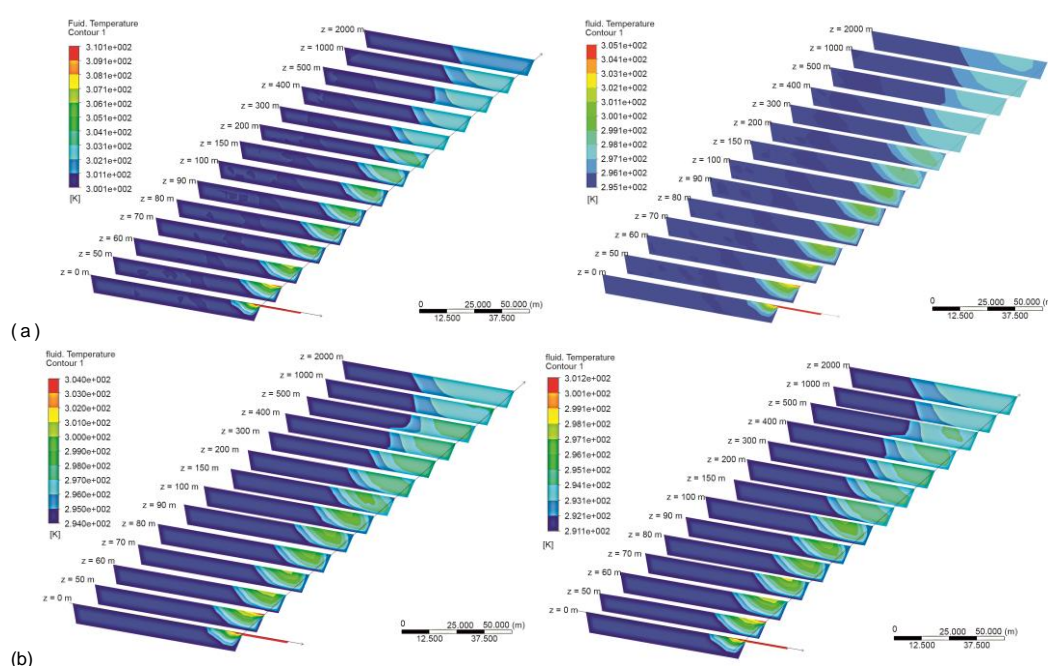 Fuid. Temperature
Contour 1
3.101e+002
3.091e+002
3.081e+002
3.071e+002
3.061e+002
3.051e+002
3.041e+002
3.031e+002
3.021e+002
3.011e+002
3.001e+002
[K]
z = 2000 m
z = 1000 m
z = 500 m
z = 400 m
z = 300 m
z = 200 m
z = 150 m
z = 100 m
z = 90 m
z = 80 m
z = 70 m
z = 60 m
z = 50 m
z = 0 m
0 25.000 50.000 (m)
12.500 37.500
fluid. Temperature
Contour 1
3.051e+002
3.041e+002
3.031e+002
3.021e+002
3.011e+002
3.001e+002
2.991e+002
2.981e+002
2.971e+002
2.961e+002
2.951e+002
[K]
z = 2000 m
z = 1000 m
z = 500 m
z = 400 m
z = 300 m
z = 200 m
z = 150 m
z = 100 m
z = 90 m
z = 80 m
z = 70 m
z = 60 m
z = 50 m
z = 0 m
0 25.000 50.000 (m
12.500 37.500
(a)
fluid. Temperature
Contour 1
3.040e+002
3.030e+002
3.020e+002
3.010e+002
3.000e+002
2.990e+002
2.980e+002
2.970e+002
2.960e+002
2.950e+002
2.940e+002
[K]
z = 2000 m
z = 1000 m
z = 500 m
z = 400 m
z = 300 m
z = 200 m
z = 150 m
z = 100 m
z = 90 m
z = 80 m
z = 70 m
z = 60 m
z = 50 m
z = 0 m
0 25.000 50.000 (m)
12.500 37.500
fluid. Temperature
Contour 1
3.012e+002
3.001e+002
2.991e+002
2.981e+002
2.971e+002
2.961e+002
2.951e+002
2.941e+002
2.931e+002
2.921e+002
2.911e+002
[K]
z = 2000 m
z = 1000 m
z = 500 m
z = 400 m
z = 300 m
z = 200 m
z = 150 m
z = 100 m
z = 90 m
z = 80 m
z = 70 m
z = 60 m
z = 50 m
z = 0 m
0 25.000 50.000 (m)
12.500 37.500
(b)